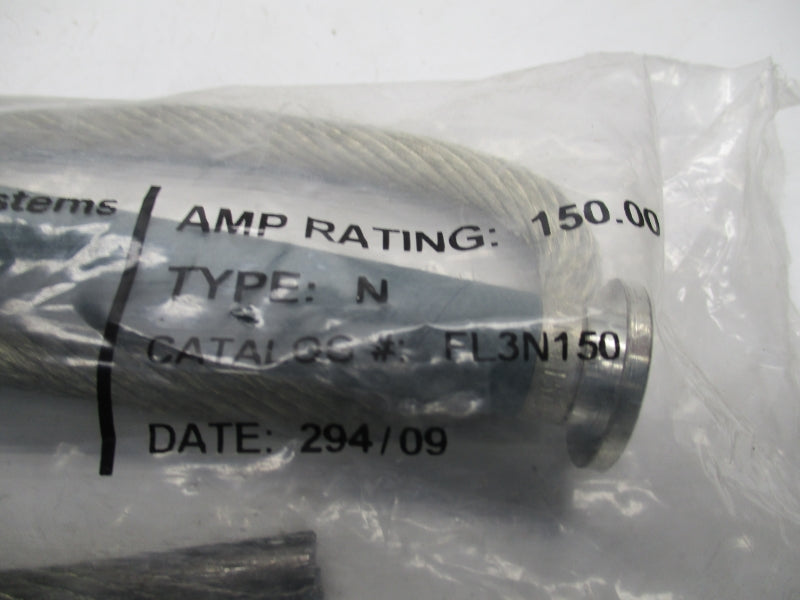 stems
AMP RATING: 150.00
TYPE: N
CATALOG #: FL3N150
DATE: 294/09